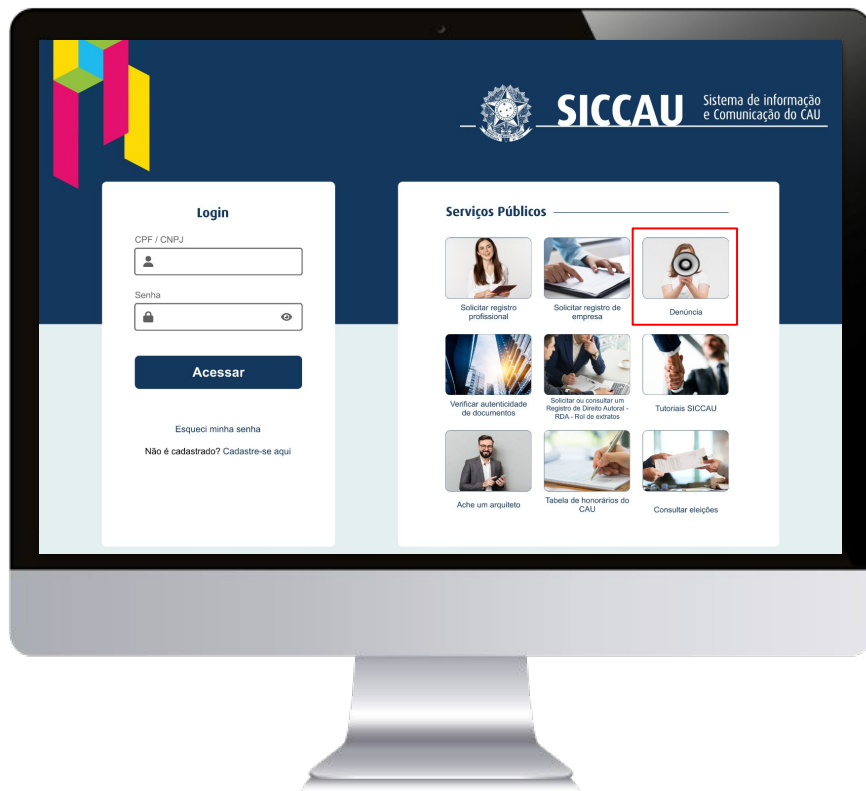 SICCAU
Sistema de informação
e Comunicação do CAU
Login
CPF / CNPJ
Senha
Acessar
Esqueci minha senha
Não é cadastrado? Cadastre-se aqui
Serviços Públicos
Solicitar registro
profissional
Solicitar registro de
empresa
Denúncia
Verificar autenticidade
de documentos
Solicitar ou consultar um
Registro de Direito Autoral -
RDA - Rol de extratos
Tutoriais SICCAU
Ache um arquiteto
Tabela de honorários do
CAU
Consultar eleições